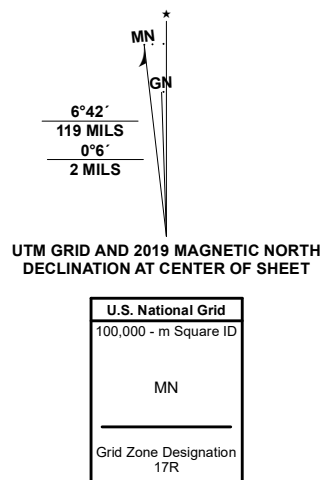 MN
GN
6°42´
119 MILS
0°6´
2 MILS
UTM GRID AND 2019 MAGNETIC NORTH
DECLINATION AT CENTER OF SHEET
U.S. National Grid
100,000 - m Square ID
MN
Grid Zone Designation
17R